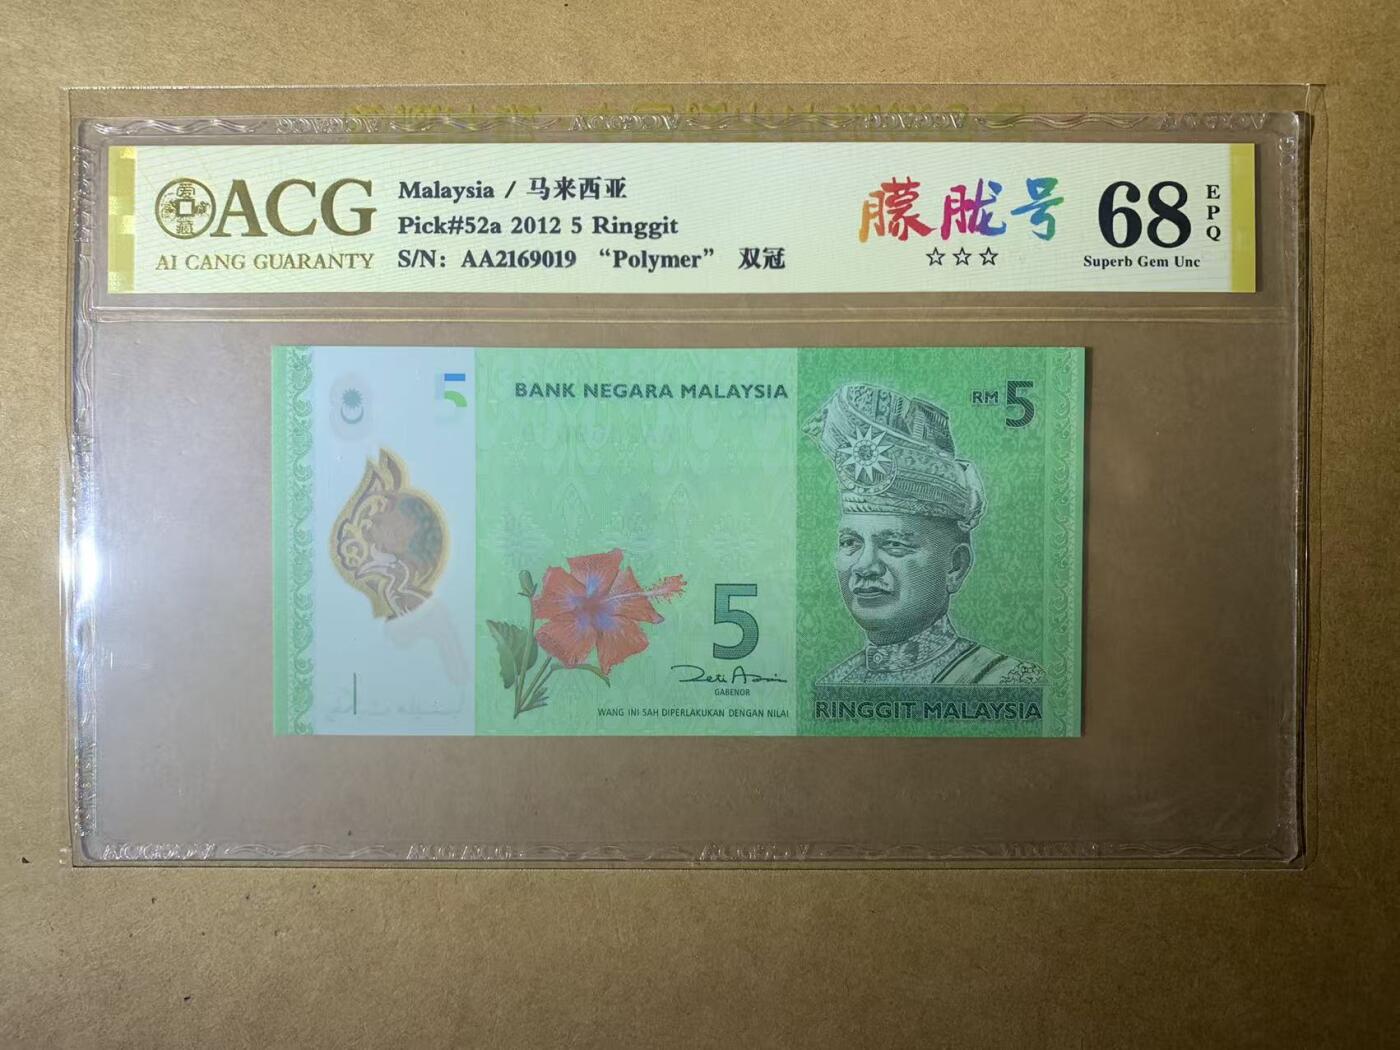 ACG
AI CANG GUARANTY
Malaysia / 马来西亚
Pick#52a 2012 5 Ringgit
S/N: AA2169019 “Polymer” 双冠
朦胧号
☆☆☆
68
EPQ
Superb Gem Unc
5
BANK NEGARA MALAYSIA
RM5
5
GABENOR
WANG INI SAH DIPERLAKUKAN DENGAN NILAI
RINGGIT MALAYSIA